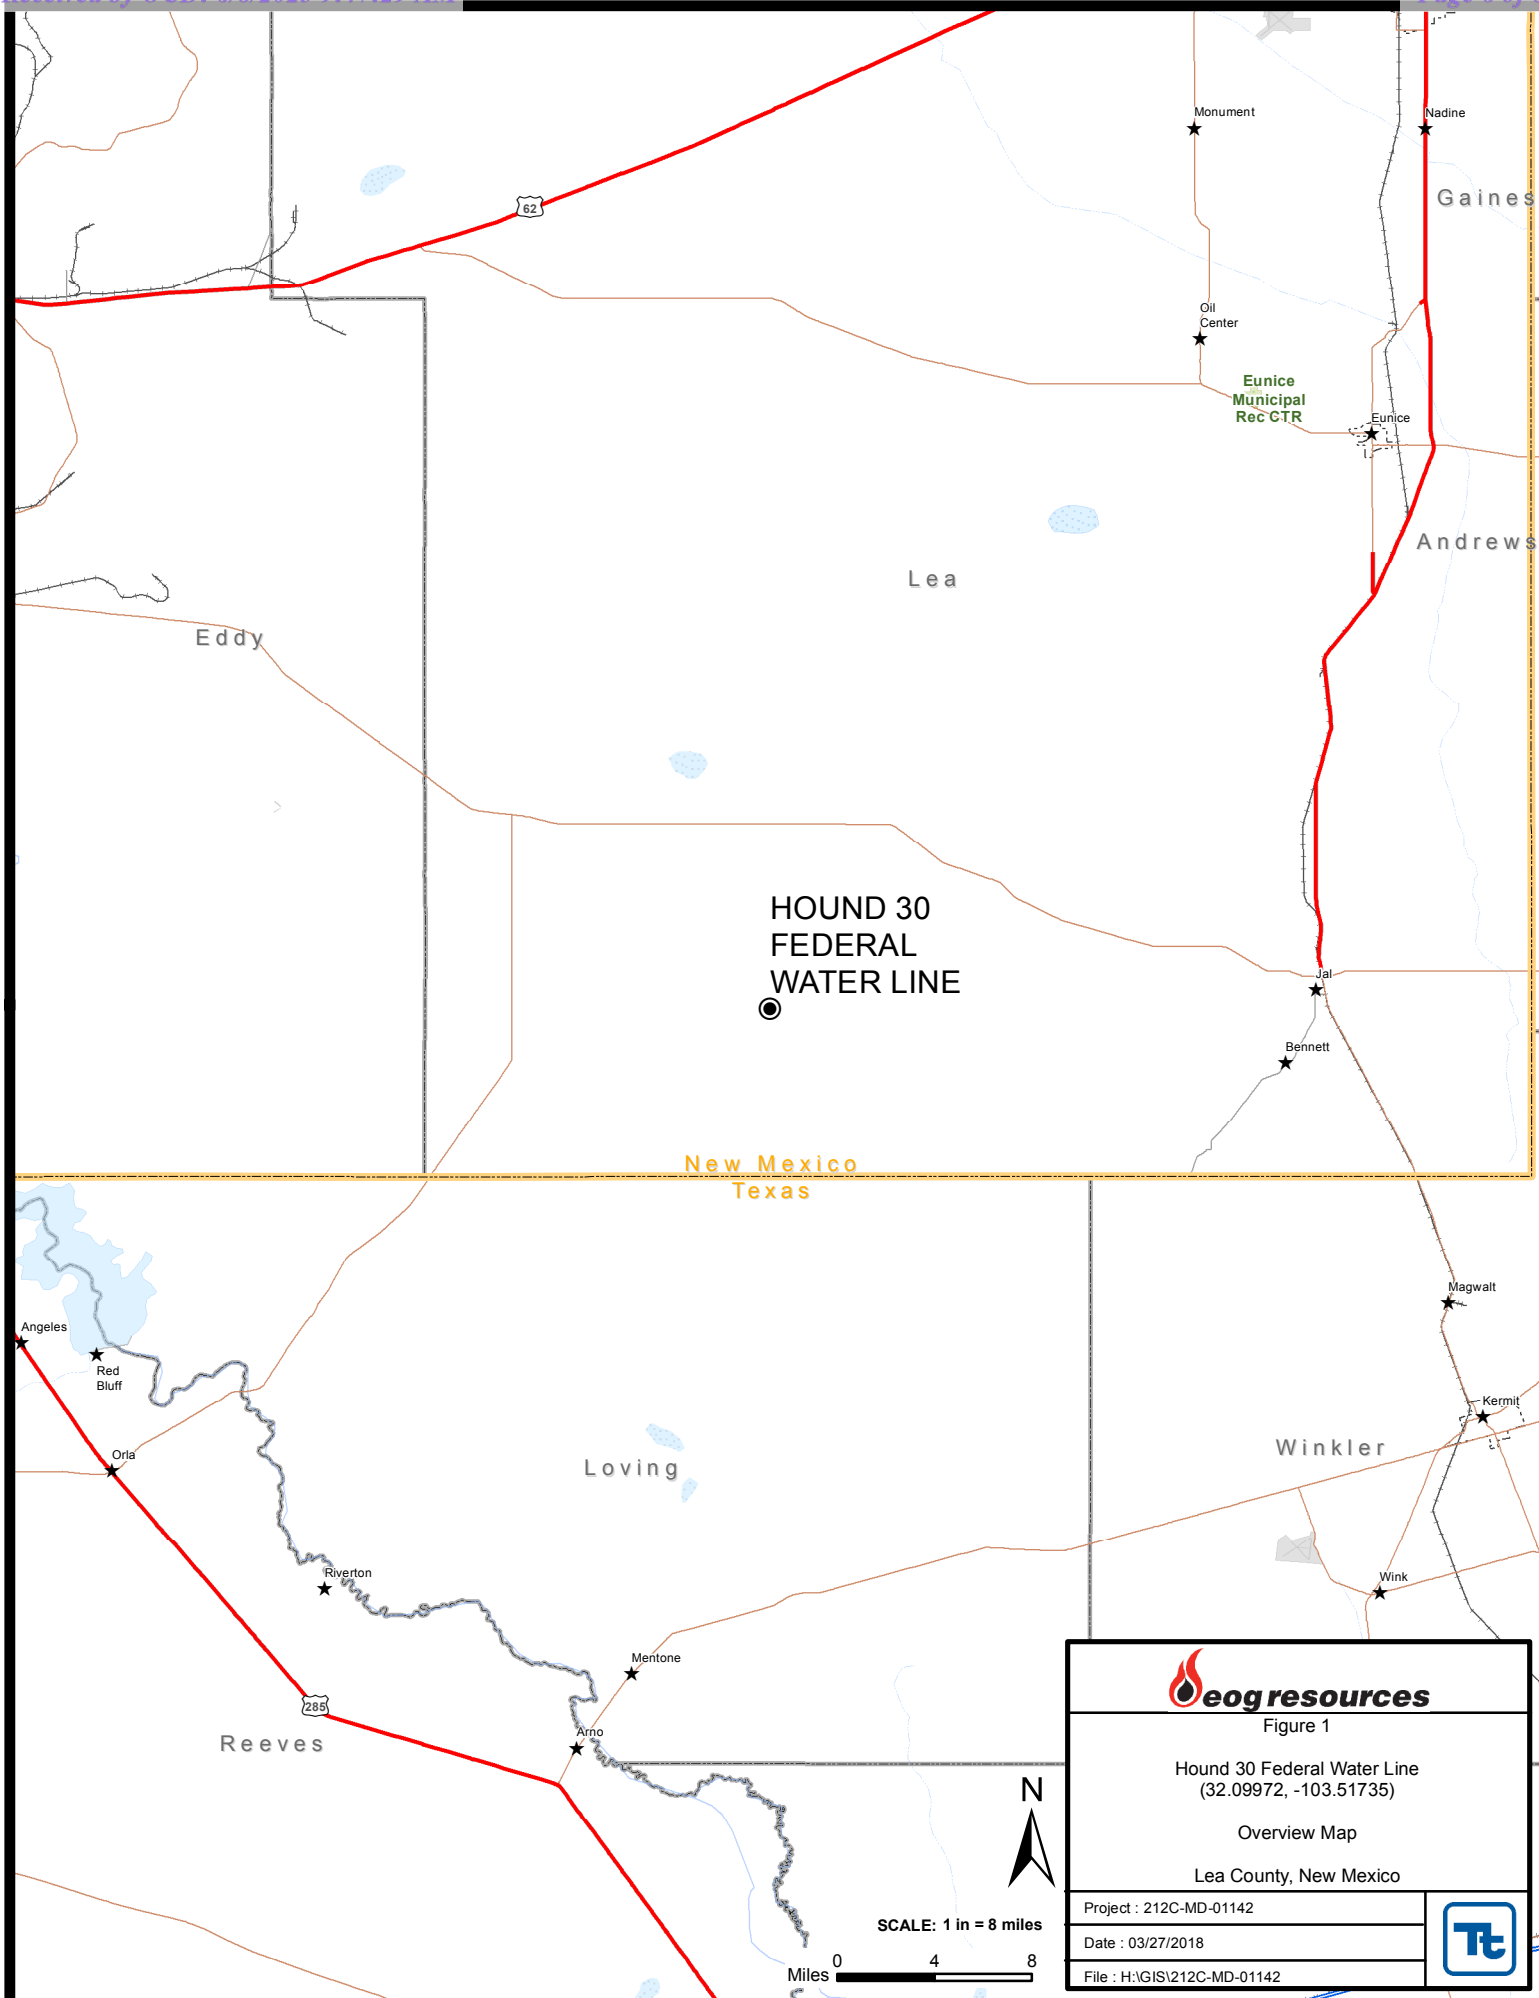 Monument
Nadine
Gaines
62
Oil
Center
Eunice
Municipal
Rec CTR
Eunice
Andrews
Lea
Eddy
HOUND 30
FEDERAL
WATER LINE
Jal
Bennett
New Mexico
Texas
Magwalt
Angeles
Red
Bluff
Kermit
Orla
Loving
Winkler
Riverton
Wink
Mentone
285
Arno
Reeves
eog resources
Figure 1
Hound 30 Federal Water Line
(32.09972, -103.51735)
Overview Map
Lea County, New Mexico
N
SCALE: 1 in = 8 miles
0 4 8
Miles
Project : 212C-MD-01142
Date : 03/27/2018
File : H:\GIS\212C-MD-01142
Tt